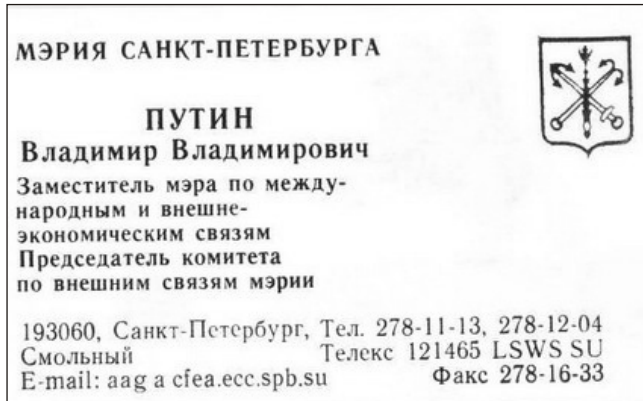 МЭРИЯ САНКТ-ПЕТЕРБУРГА
ПУТИН
Владимир Владимирович
Заместитель мэра по между-
народным и внешне-
экономическим связям
Председатель комитета
по внешним связям мэрии
193060, Санкт-Петербург, Тел. 278-11-13, 278-12-04
Смольный Телекс 121465 LSWS SU
E-mail: aag a cfea.ecc.spb.su Факс 278-16-33